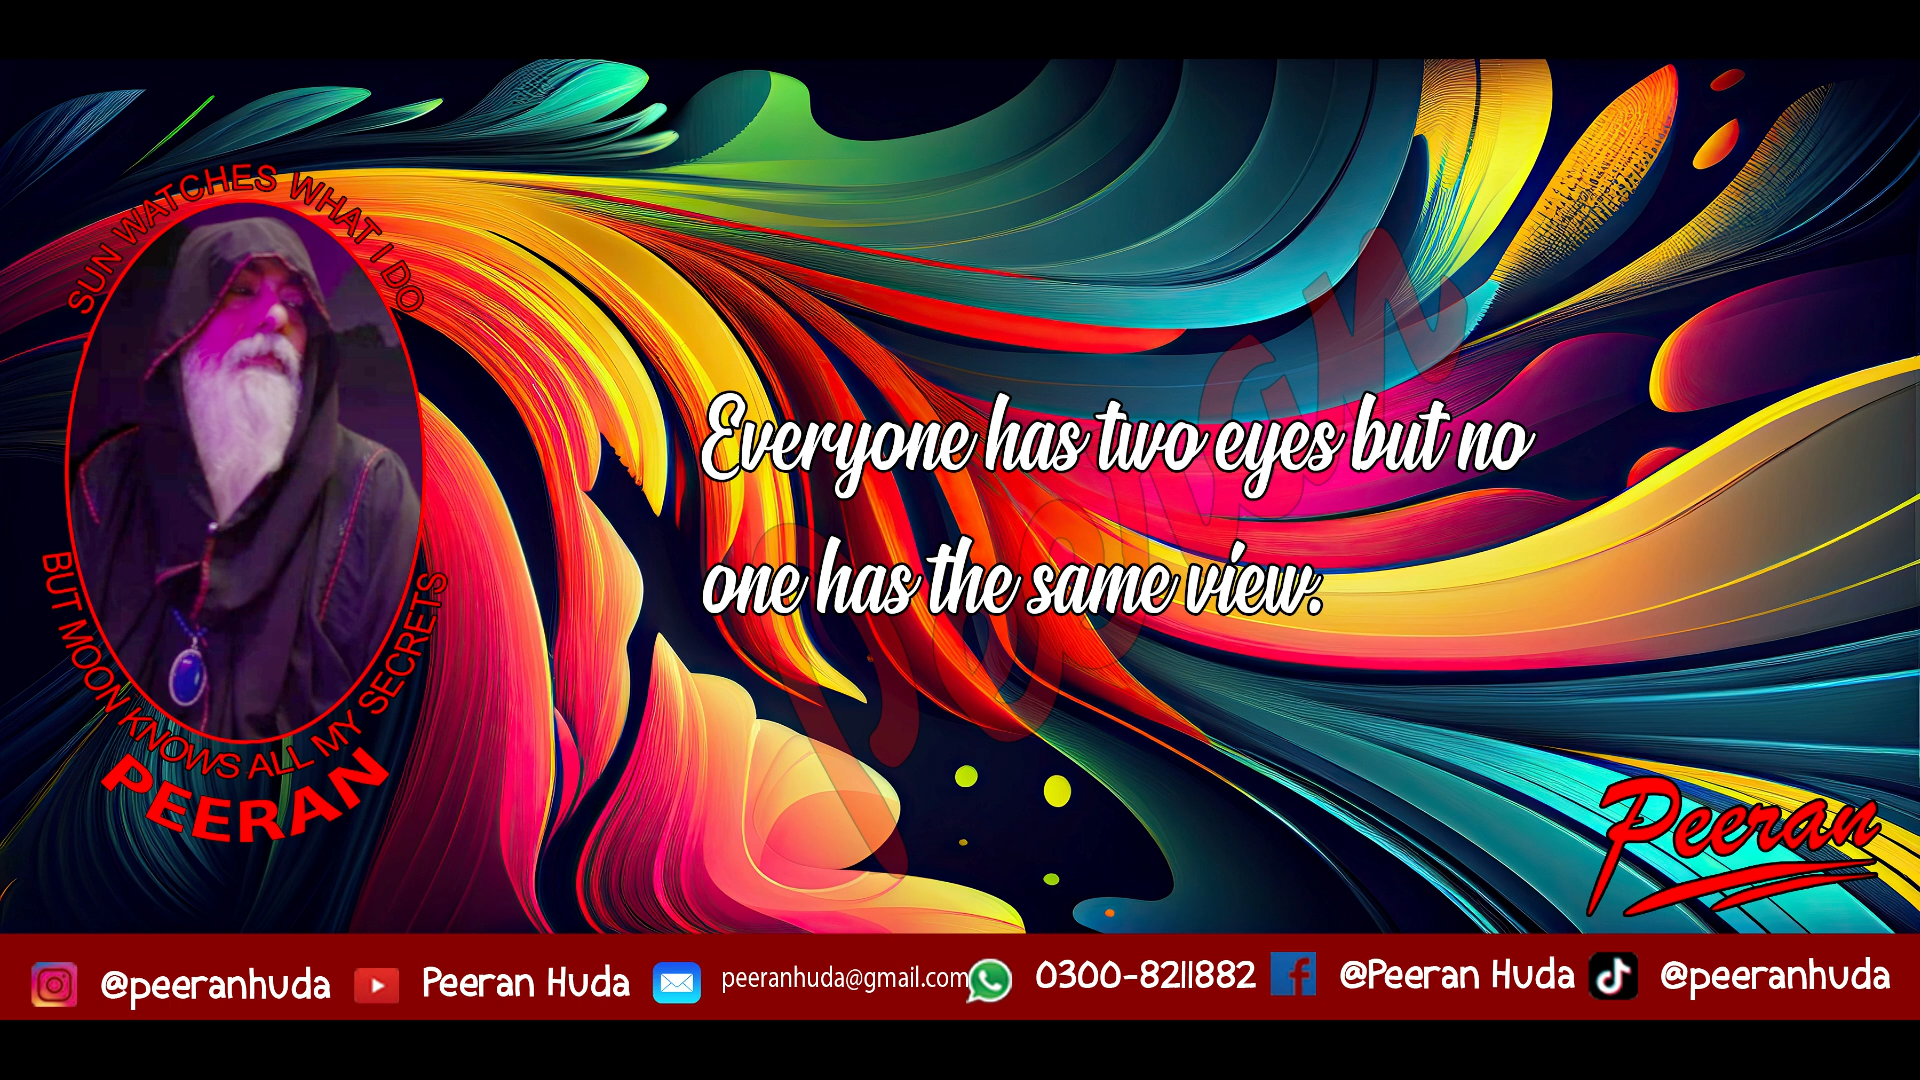 SUN WATCHES WHAT I DO
BUT MOON KNOWS ALL MY SECRETS
PEERAN
Everyone has two eyes but no
one has the same view.
Peeran
Peeran
@peeranhuda
Peeran Huda
peeranhuda@gmail.com
0300-8211882
@Peeran Huda
@peeranhuda